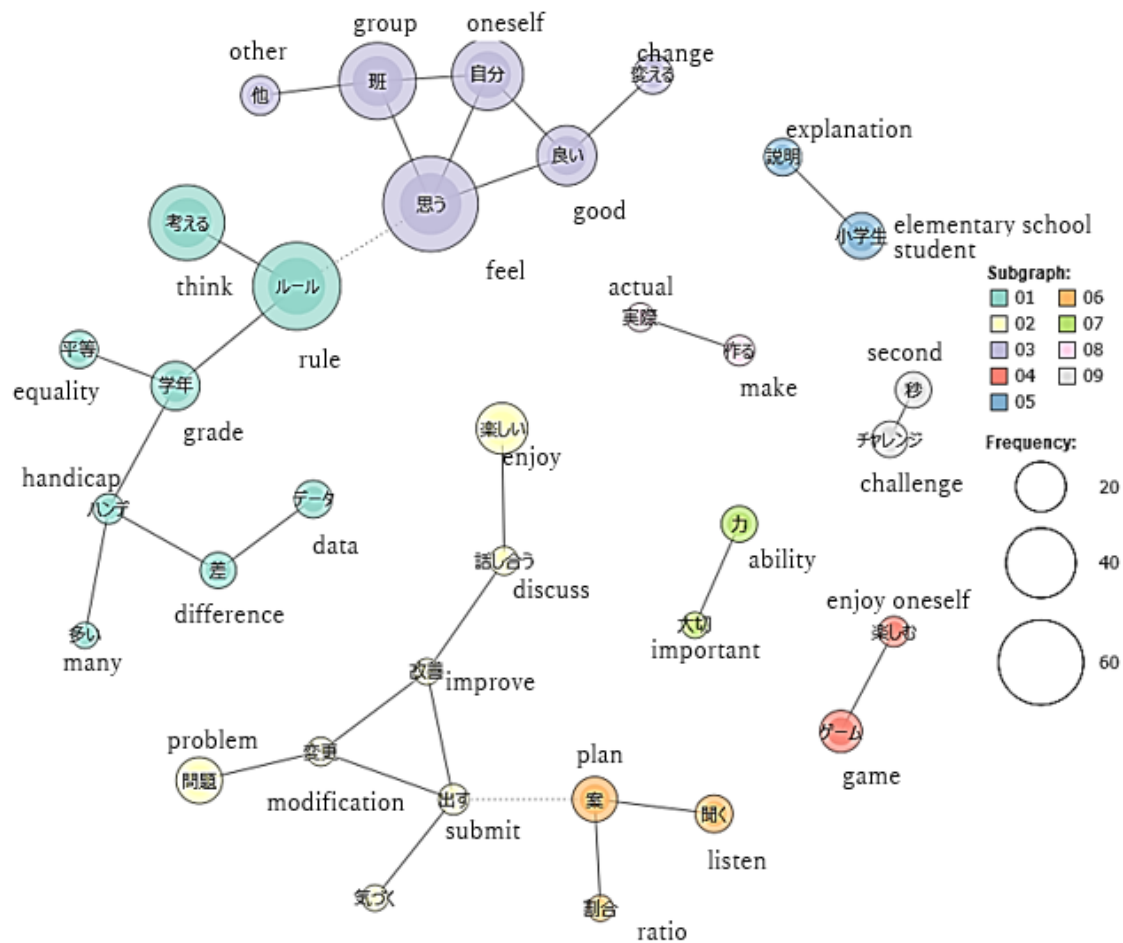 group
oneself
other
change
班
自分
変える
他
explanation
説明
良い
good
思う
feel
小学生
elementary school
student
考える
think
ルール
rule
Subgraph:
01
06
02
07
03
08
04
09
05
actual
実際
作る
make
平等
equality
学年
grade
second
秒
チャレンジ
challenge
楽しい
enjoy
Frequency:
20
40
60
handicap
ハンデ
データ
data
差
difference
多い
many
話し合う
discuss
力
ability
大切
important
enjoy oneself
楽しむ
ゲーム
game
改善
improve
problem
問題
変更
modification
出す
submit
plan
案
聞く
listen
気づく
割合
ratio